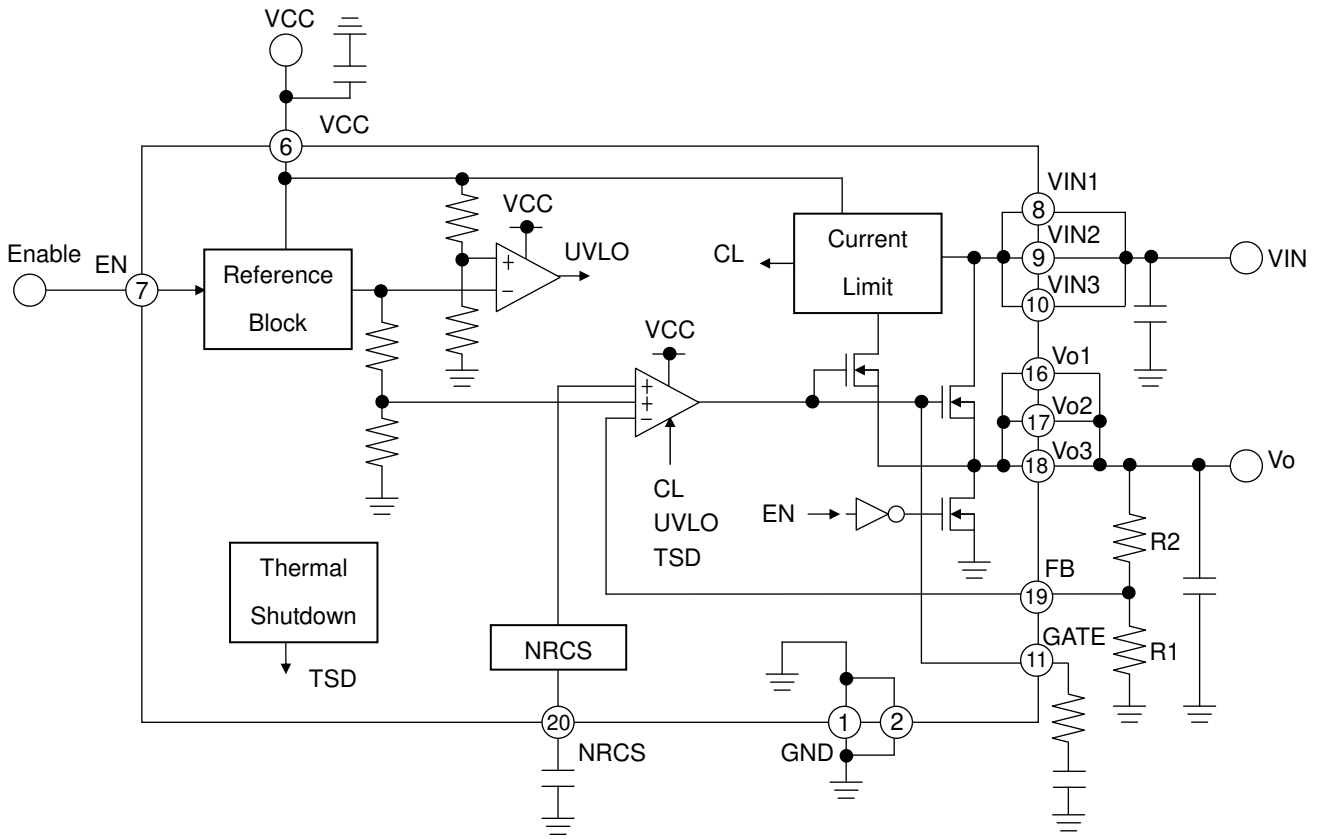 VCC
VCC
6
VIN1
8
VCC
VIN2
Enable
EN
UVLO
CL
Current
Limit
9
VIN
7
Reference
Block
+
−
VIN3
10
VCC
Vo1
16
+
+
−
Vo2
17
Vo3
18
Vo
CL
UVLO
TSD
EN
R2
Thermal
Shutdown
FB
19
NRCS
GATE
11
R1
TSD
20
1
2
NRCS
GND